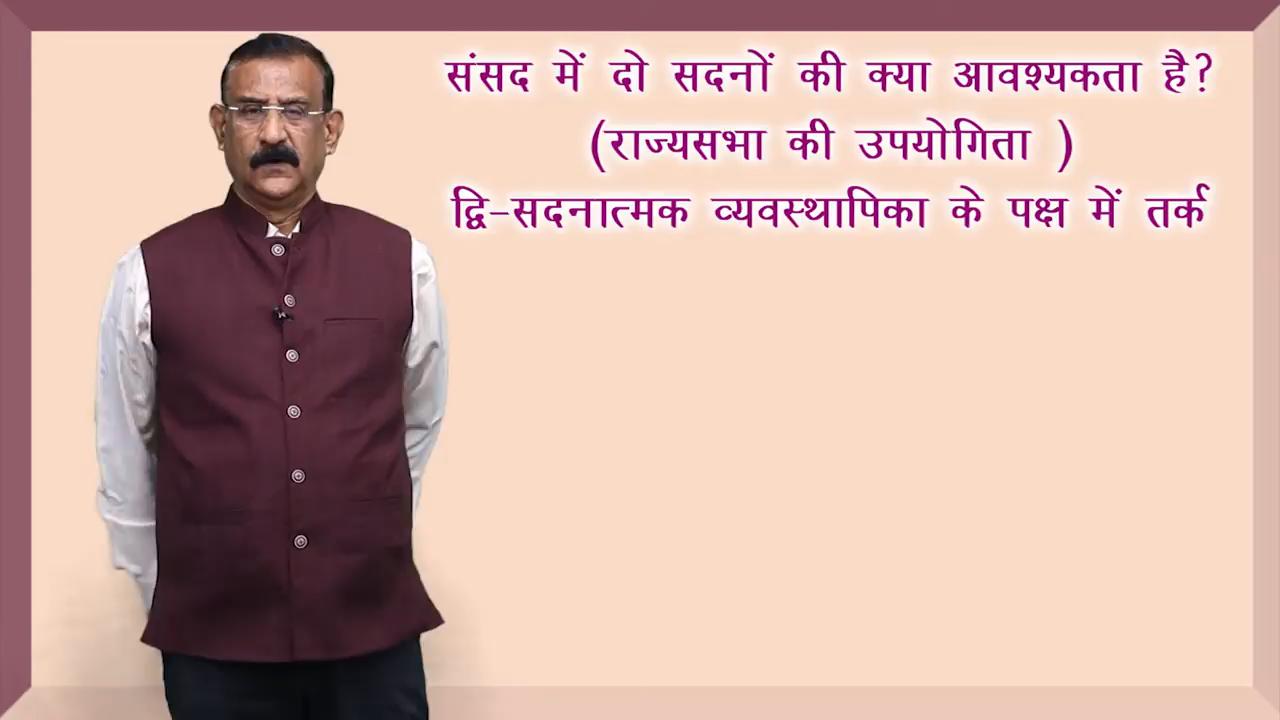 संसद में दो सदनों की क्या आवश्यकता है?
(राज्यसभा की उपयोगिता )
द्वि-सदनात्मक व्यवस्थापिका के पक्ष में तर्क